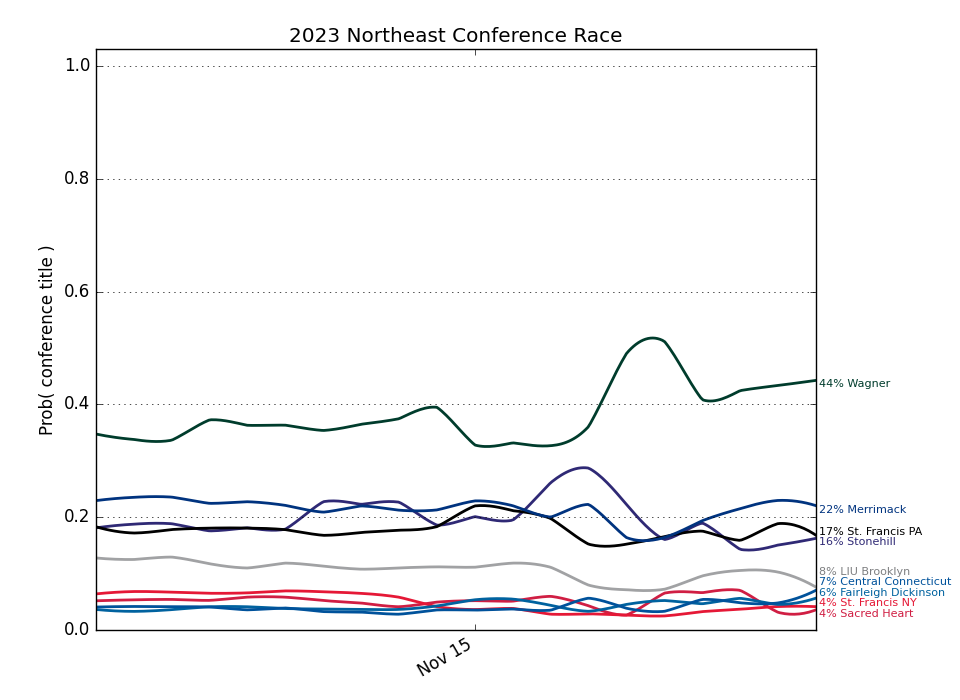 2023 Northeast Conference Race
1.0
0.8
0.6
0.4
0.2
0.0
Prob( conference title )
Nov 15
44% Wagner
22% Merrimack
17% St. Francis PA
16% Stonehill
8% LIU Brooklyn
7% Central Connecticut
6% Fairleigh Dickinson
4% St. Francis NY
4% Sacred Heart